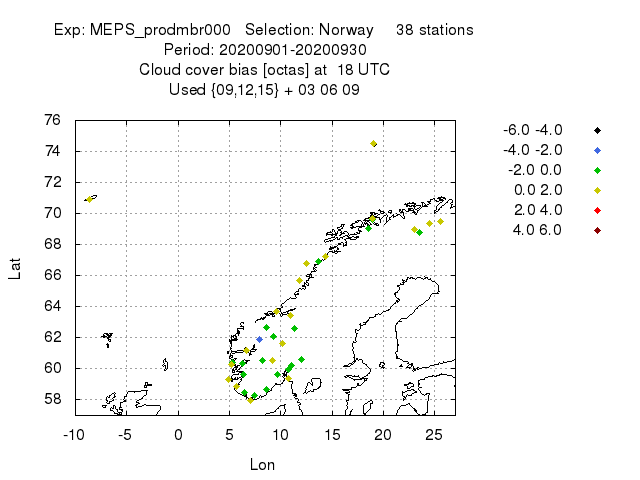 Exp: MEPS_prodmbr000   Selection: Norway     38 stations
Period: 20200901-20200930
Cloud cover bias [octas] at  18 UTC
Used {09,12,15} + 03 06 09
76
74
72
70
68
66
64
62
60
58
-10 -5 0 5 10 15 20 25
Lat
Lon
-6.0 -4.0
-4.0 -2.0
-2.0 0.0
0.0 2.0
2.0 4.0
4.0 6.0